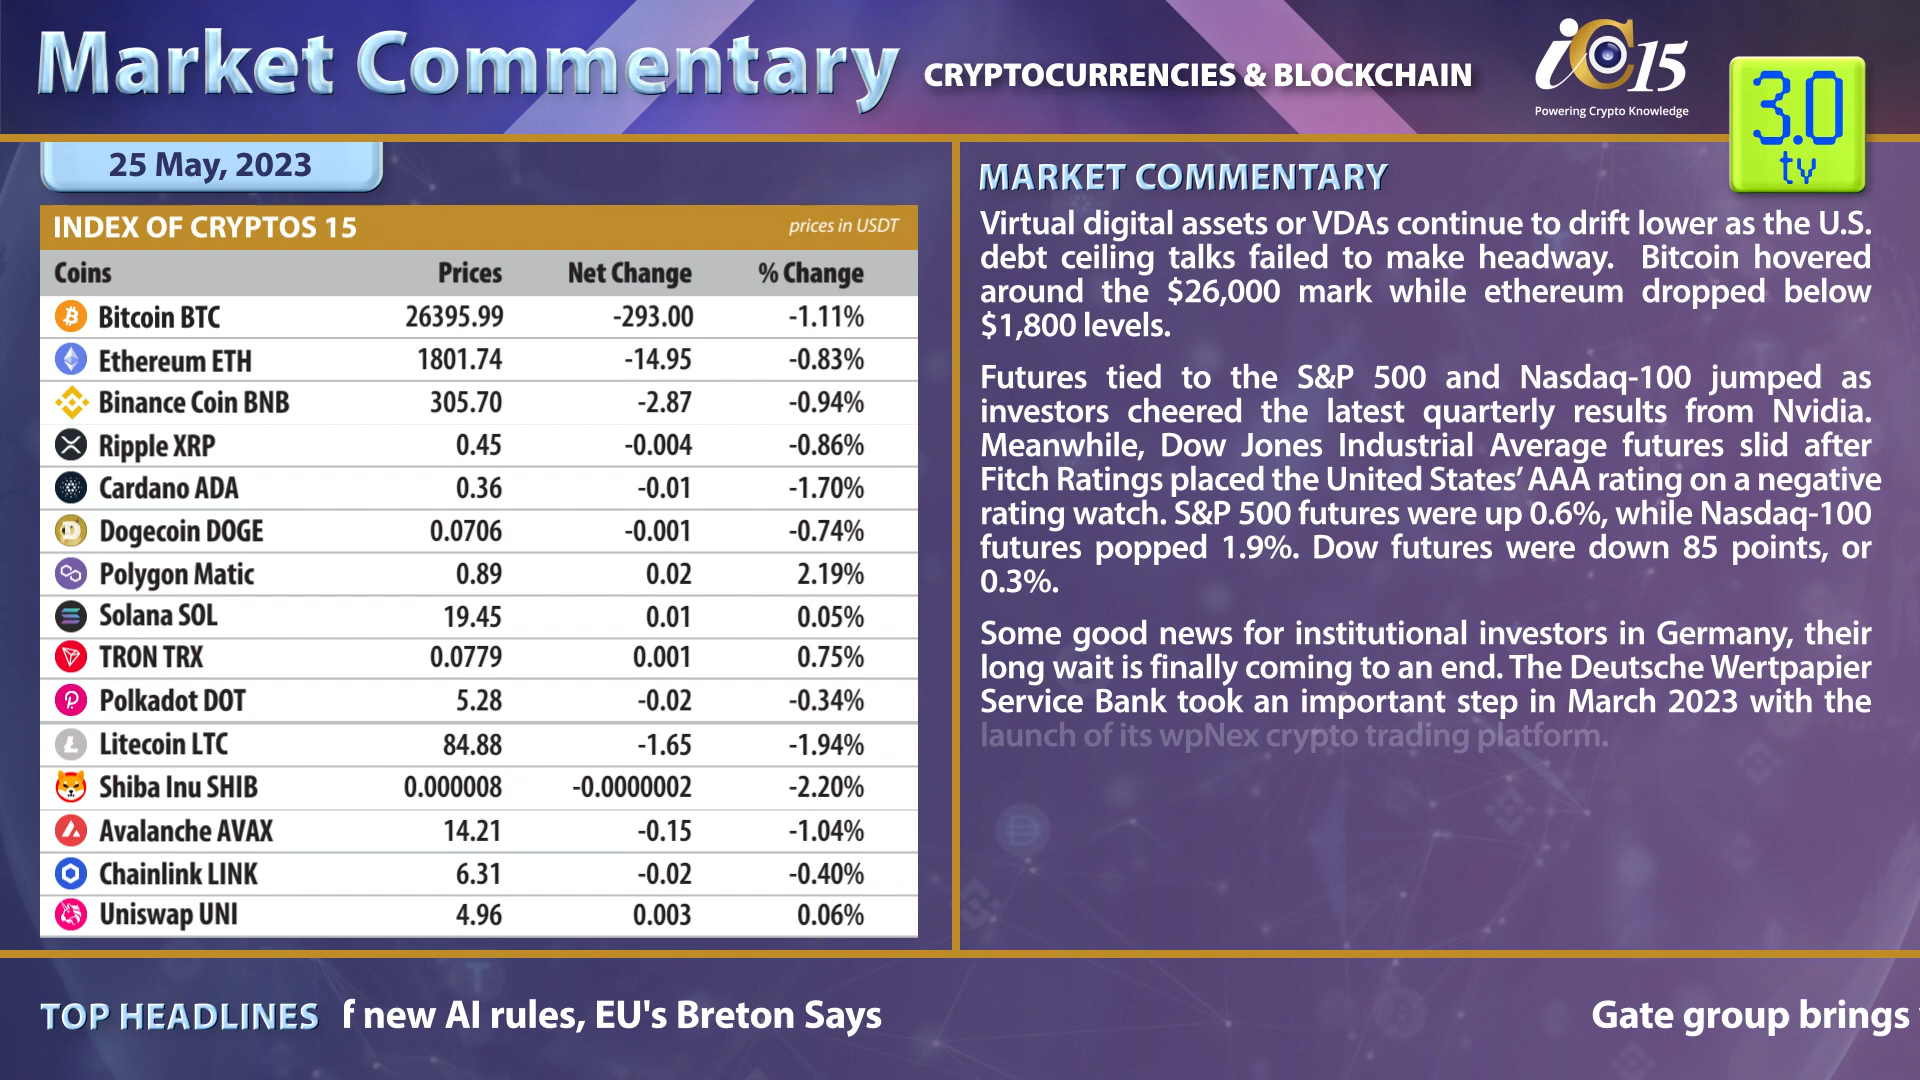 Market Commentary CRYPTOCURRENCIES & BLOCKCHAIN
iC15
Powering Crypto Knowledge
3.0
tv
25 May, 2023
INDEX OF CRYPTOS 15 prices in USDT
Coins Prices Net Change % Change
Bitcoin BTC 26395.99 -293.00 -1.11%
Ethereum ETH 1801.74 -14.95 -0.83%
Binance Coin BNB 305.70 -2.87 -0.94%
Ripple XRP 0.45 -0.004 -0.86%
Cardano ADA 0.36 -0.01 -1.70%
Dogecoin DOGE 0.0706 -0.001 -0.74%
Polygon Matic 0.89 0.02 2.19%
Solana SOL 19.45 0.01 0.05%
TRON TRX 0.0779 0.001 0.75%
Polkadot DOT 5.28 -0.02 -0.34%
Litecoin LTC 84.88 -1.65 -1.94%
Shiba Inu SHIB 0.000008 -0.0000002 -2.20%
Avalanche AVAX 14.21 -0.15 -1.04%
Chainlink LINK 6.31 -0.02 -0.40%
Uniswap UNI 4.96 0.003 0.06%
MARKET COMMENTARY
Virtual digital assets or VDAs continue to drift lower as the U.S.
debt ceiling talks failed to make headway. Bitcoin hovered
around the $26,000 mark while ethereum dropped below
$1,800 levels.
Futures tied to the S&P 500 and Nasdaq-100 jumped as
investors cheered the latest quarterly results from Nvidia.
Meanwhile, Dow Jones Industrial Average futures slid after
Fitch Ratings placed the United States’ AAA rating on a negative
rating watch. S&P 500 futures were up 0.6%, while Nasdaq-100
futures popped 1.9%. Dow futures were down 85 points, or
0.3%.
Some good news for institutional investors in Germany, their
long wait is finally coming to an end. The Deutsche Wertpapier
Service Bank took an important step in March 2023 with the
launch of its wpNex crypto trading platform.
TOP HEADLINES f new AI rules, EU's Breton Says Gate group brings